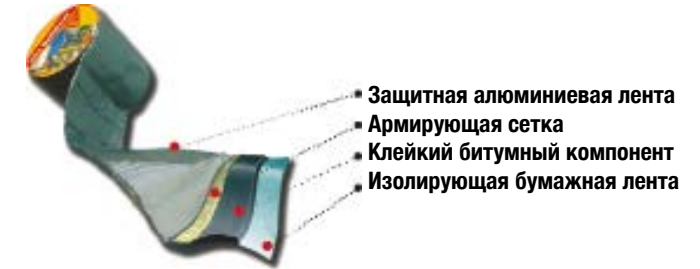 Защитная алюминиевая лента
Армирующая сетка
Клейкий битумный компонент
Изолирующая бумажная лента